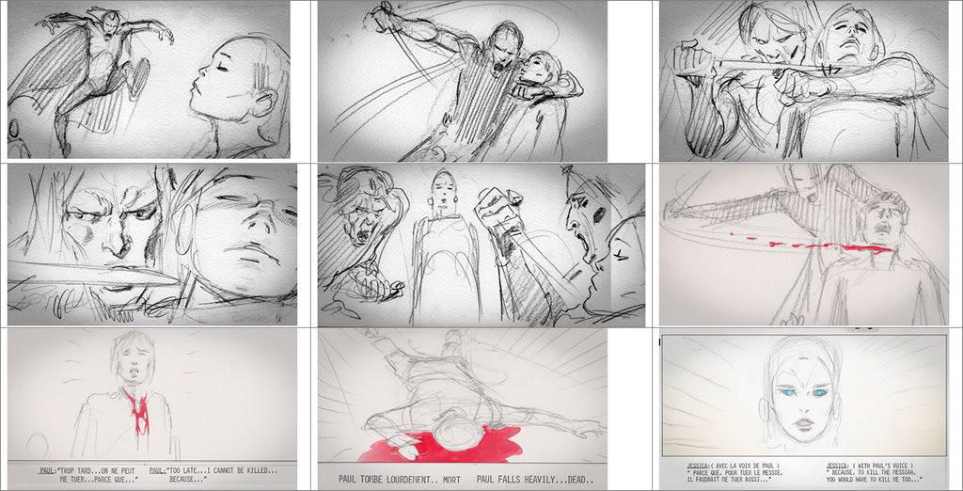 PAUL: "TROP TARD...ON NE PEUT
ME TUER...PARCE QUE..."
PAUL: "TOO LATE...I CANNOT BE KILLED...
BECAUSE..."
PAUL TOMBE LOURDEMENT.. MORT
PAUL FALLS HEAVILY...DEAD..
JESSICA: ( AVEC LA VOIX DE PAUL )
" PARCE QUE, POUR TUER LE MESSIE,
IL FAUDRAIT ME TUER AUSSI..."
JESSICA: ( WITH PAUL'S VOICE )
" BECAUSE, TO KILL THE MESSIAH,
YOU WOULD HAVE TO KILL ME TOO..."